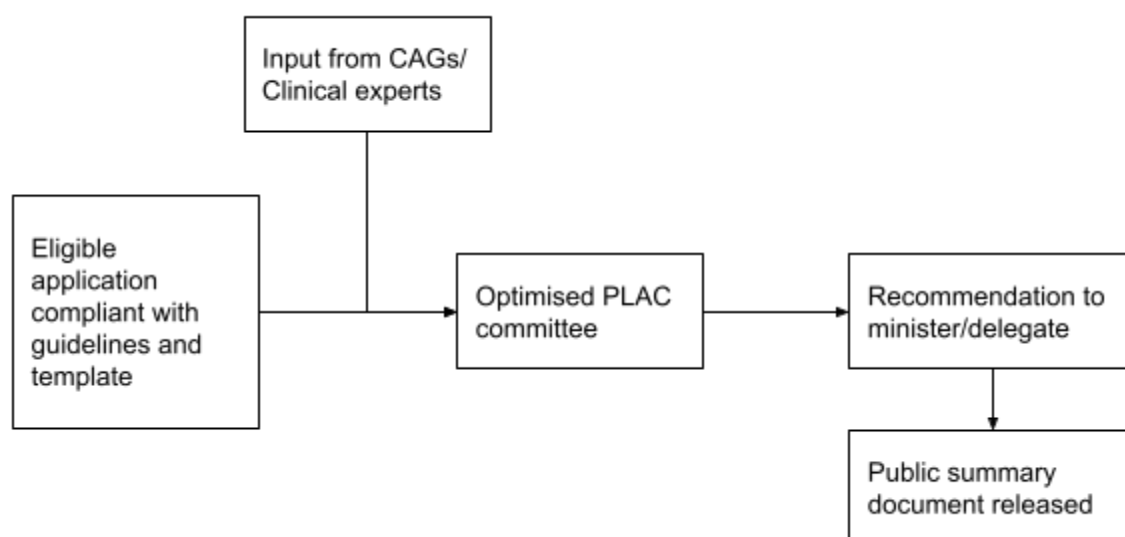 Input from CAGs/
Clinical experts
Eligible
application
compliant with
guidelines and
template
Optimised PLAC
committee
Recommendation to
minister/delegate
Public summary
document released